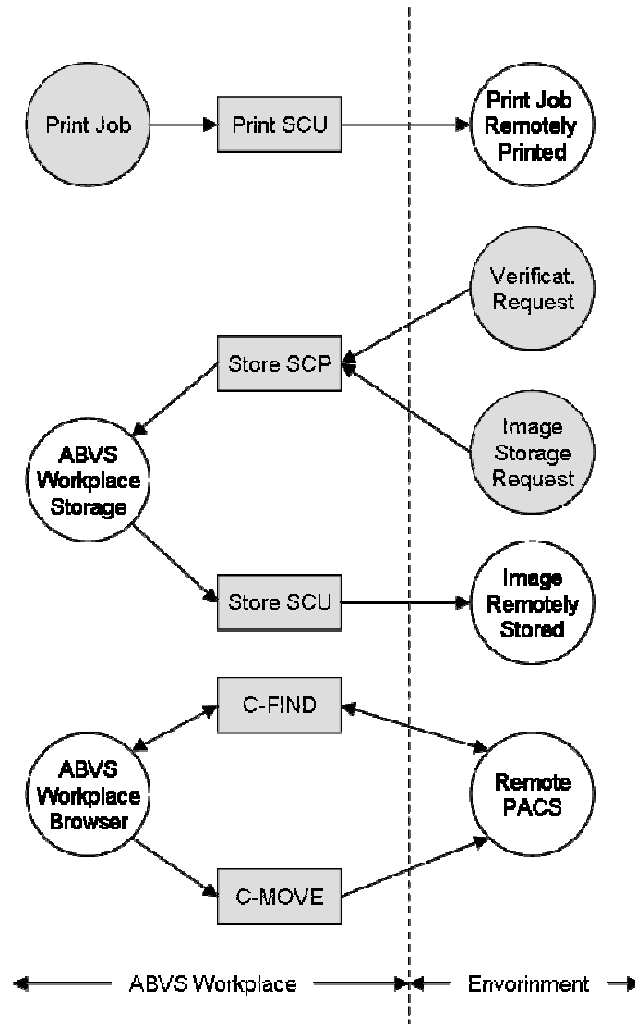 Print Job
Print SCU
Print Job
Remotely
Printed
Verificat.
Request
Store SCP
Image
Storage
Request
ABVS
Workplace
Storage
Store SCU
Image
Remotely
Stored
C-FIND
ABVS
Workplace
Browser
Remote
PACS
C-MOVE
ABVS Workplace
Envorinment